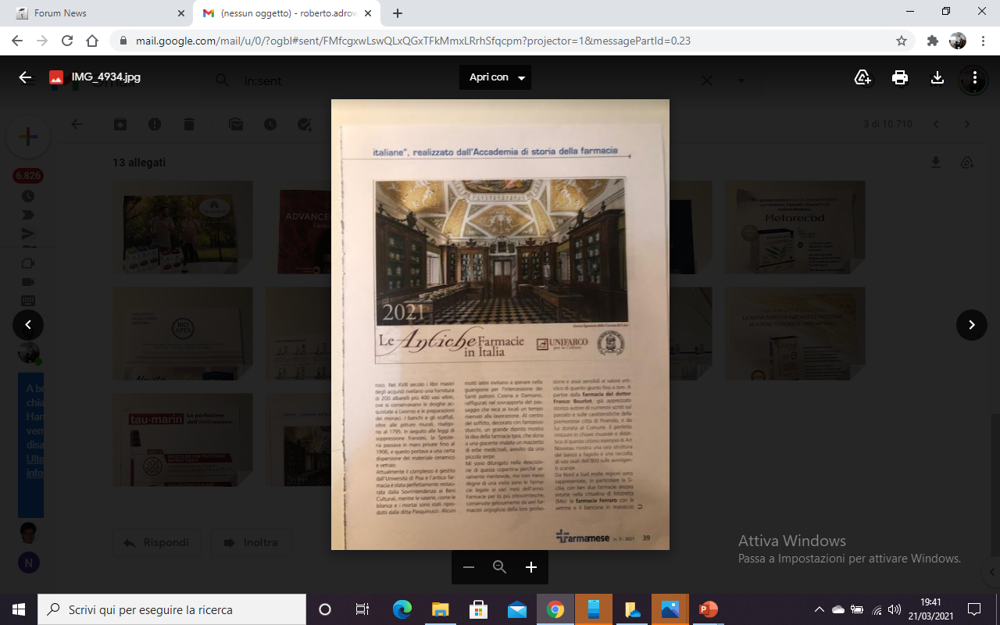 Forum News
(nessun oggetto) - roberto.adrow
mail.google.com/mail/u/0/?ogbl#sent/FMfcgxwLswQLxQGxTFkMmxLRrhSfqcpm?projector=1&messagePartId=0.23
IMG_4934.jpg
in:sent
Apri con
3 di 10.710
13 allegati
6.826
ADVANCE
Metarecod
BIO
APTA
tau-marin
La perfezione
Rispondi
Inoltra
N
italiane", realizzato dall'Accademia di storia della farmacia
2021
Antica Spezieria della Certosa di Calci
Le Antiche Farmacie
in Italia
UNIFARCO
per la Cultura
roso. Nel XVIII secolo i libri mastri
degli acquisti rivelano una fornitura
di 200 albarelli più 400 vasi vitrei,
ove si conservavano le droghe ac-
quistate a Livorno e le preparazioni
dei monaci. I banchi e gli scaffali,
oltre alle pitture murali, risalgo-
no al 1795. In seguito alle leggi di
soppressione francesi, la Spezie-
ria passava in mani private fino al
1906, e questo portava a una certa
dispersione del materiale ceramico
e vetraio.
Attualmente il complesso è gestito
dall'Università di Pisa e l'antica far-
macia è stata perfettamente restau-
rata dalla Sovrintendenza ai Beni
Culturali, mentre le vaserie, come le
bilance e i mortai sono stati ripro-
dotti dalla ditta Pasquinucci. Alcuni
motti latini invitano a sperare nella
guarigione per l'intercessione dei
Santi patroni Cosma e Damiano,
raffigurati nel sovrapporta del pas-
saggio che reca ai locali un tempo
riservati alla lavorazione. Al centro
del soffitto, decorato con fantasiosi
stucchi, un grande dipinto mostra
la dea della farmacia Igea, che dona
a una giacente malata un mazzetto
di erbe medicinali, avvolto da una
piccola serpe.
Mi sono dilungato nella descrizio-
ne di questa copertina perché ve-
ramente meritevole, ma non meno
degne di una visita sono le farma-
cie legate ai vari mesi dell'anno.
Farmacie per lo più ottocentesche,
conservate gelosamente da veri far-
macisti orgogliosi della loro profes-
sione e assai sensibili al valore arti-
stico di quanto giunto fino a loro. A
partire dalla farmacia del dottor
Franco Bourlot, già apprezzato
storico autore di numerosi scritti sul
passato e sulle caratteristiche della
piemontese città di Pinerolo, e da
lui donata al Comune. Il perfetto
restauro in chiave museale e didat-
tica di questo ottimo esempio di Art
Nouveau mostra una rara struttura
del banco a fagiolo e una raccolta
di vasi ovali dell'800 sulle avvolgen-
ti scansie.
Da Nord a Sud molte regioni sono
rappresentate, in particolare la Si-
cilia, con ben due farmacie ancora
intatte nella cittadina di Mistretta
(Me): la farmacia Ferraro con le
vetrine e il bancone in massiccio
farmamese n. 3 - 2021 39
Attiva Windows
Passa a Impostazioni per attivare Windows.
Scrivi qui per eseguire la ricerca
19:41
21/03/2021